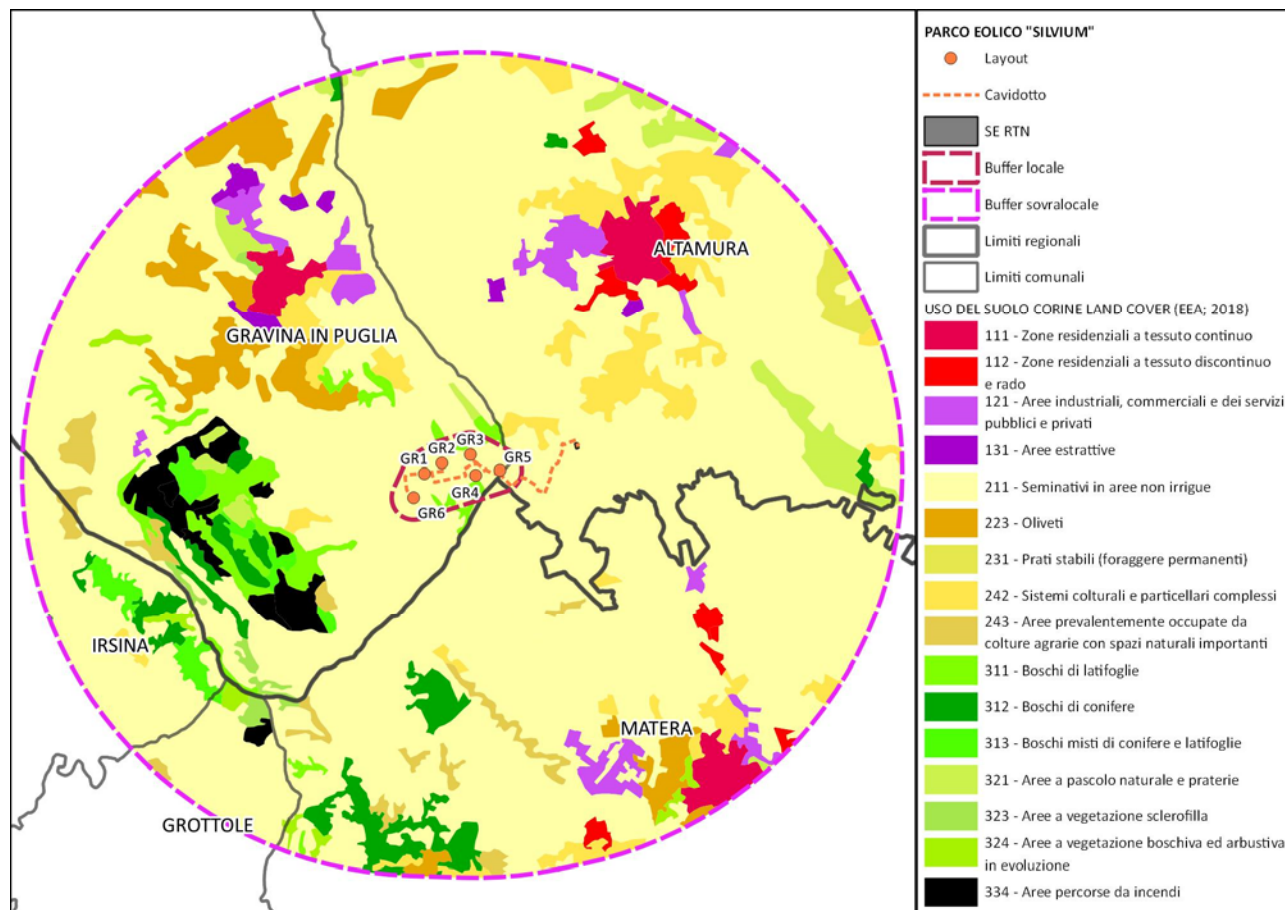 ALTAMURA
GRAVINA IN PUGLIA
GR3
GR2
GR1
GR5
GR4
GR6
IRSINA
MATERA
GROTTOLE
PARCO EOLICO "SILVIUM"
Layout
Cavidotto
SE RTN
Buffer locale
Buffer sovralocale
Limiti regionali
Limiti comunali
USO DEL SUOLO CORINE LAND COVER (EEA; 2018)
111 - Zone residenziali a tessuto continuo
112 - Zone residenziali a tessuto discontinuo
e rado
121 - Aree industriali, commerciali e dei servizi
pubblici e privati
131 - Aree estrattive
211 - Seminativi in aree non irrigue
223 - Oliveti
231 - Prati stabili (foraggere permanenti)
242 - Sistemi colturali e particellari complessi
243 - Aree prevalentemente occupate da
colture agrarie con spazi naturali importanti
311 - Boschi di latifoglie
312 - Boschi di conifere
313 - Boschi misti di conifere e latifoglie
321 - Aree a pascolo naturale e praterie
323 - Aree a vegetazione sclerofilla
324 - Aree a vegetazione boschiva ed arbustiva
in evoluzione
334 - Aree percorse da incendi